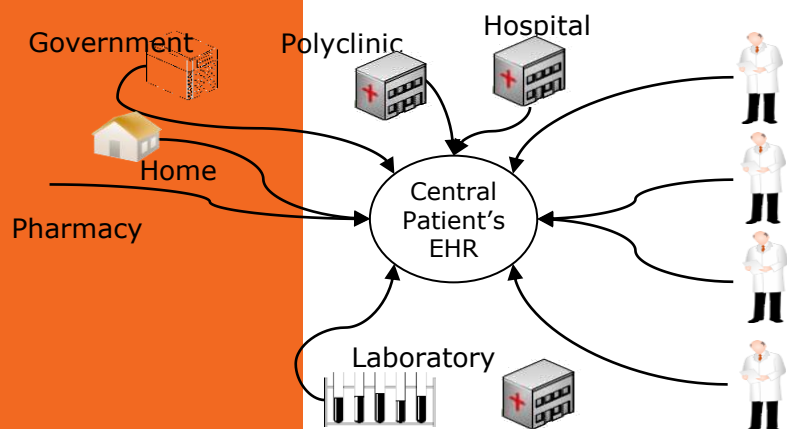 Government
Polyclinic
Hospital
Home
Pharmacy
Central
Patient's
EHR
Laboratory